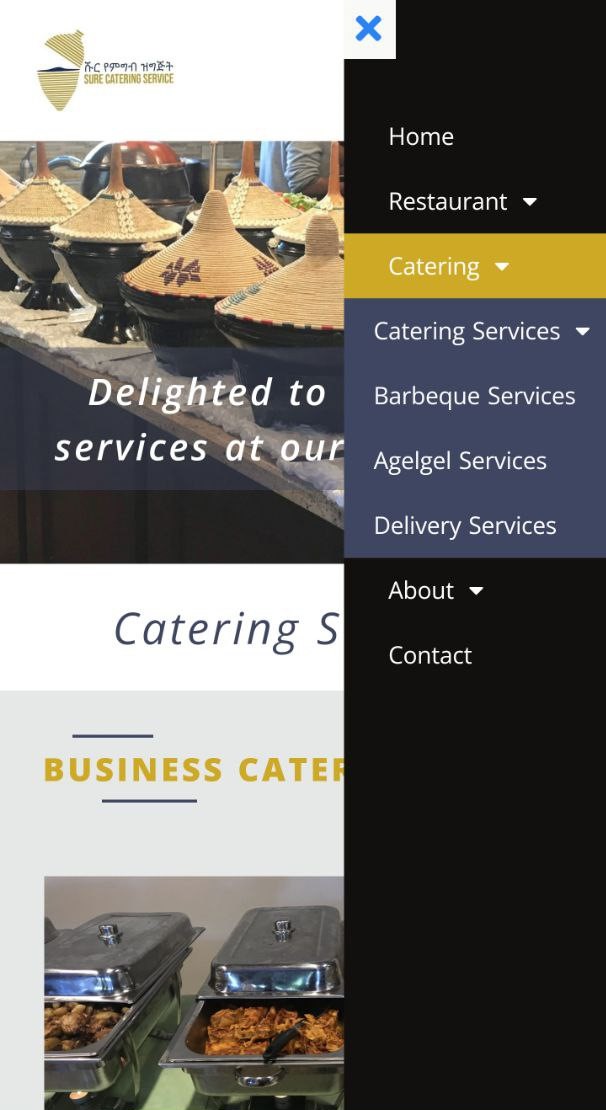 ሹር የምግብ ዝግጅት
SURE CATERING SERVICE
Delighted to
services at our
Catering S
BUSINESS CATER
Home
Restaurant
Catering
Catering Services
Barbeque Services
Agelgel Services
Delivery Services
About
Contact